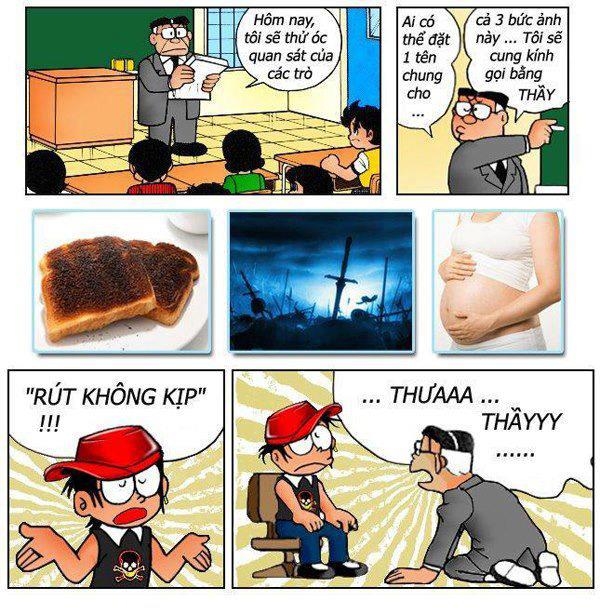 Hôm nay,
tôi sẽ thử óc
quan sát của
các trò
Ai có
thể đặt
1 tên
chung
cho
...
cả 3 bức ảnh
này ... Tôi sẽ
cung kính
gọi bằng
THẦY
"RÚT KHÔNG KỊP"
!!!
... THƯAAA ...
THẦYYY
......